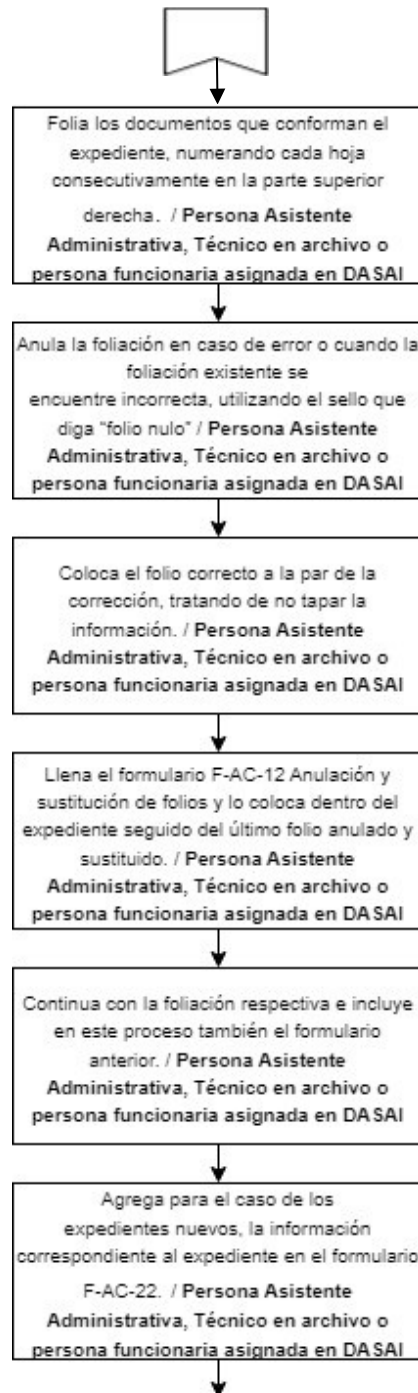 Folia los documentos que conforman el
expediente, numerando cada hoja
consecutivamente en la parte superior
derecha. / Persona Asistente
Administrativa, Técnico en archivo o
persona funcionaria asignada en DASAI
Anula la foliación en caso de error o cuando la
foliación existente se
encuentre incorrecta, utilizando el sello que
diga "folio nulo" / Persona Asistente
Administrativa, Técnico en archivo o
persona funcionaria asignada en DASAI
Coloca el folio correcto a la par de la
corrección, tratando de no tapar la
información. / Persona Asistente
Administrativa, Técnico en archivo o
persona funcionaria asignada en DASAI
Llena el formulario F-AC-12 Anulación y
sustitución de folios y lo coloca dentro del
expediente seguido del último folio anulado y
sustituido. / Persona Asistente
Administrativa, Técnico en archivo o
persona funcionaria asignada en DASAI
Continua con la foliación respectiva e incluye
en este proceso también el formulario
anterior. / Persona Asistente
Administrativa, Técnico en archivo o
persona funcionaria asignada en DASAI
Agrega para el caso de los
expedientes nuevos, la información
correspondiente al expediente en el formulario
F-AC-22. / Persona Asistente
Administrativa, Técnico en archivo o
persona funcionaria asignada en DASAI